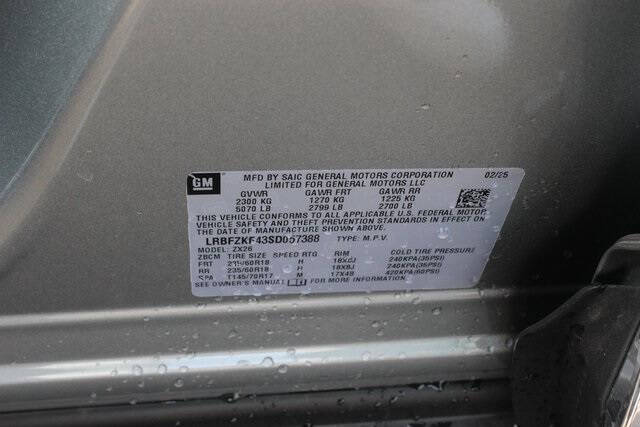 GM
MFD BY SAIC GENERAL MOTORS CORPORATION 02/25
LIMITED FOR GENERAL MOTORS LLC
GVWR GAWR FRT GAWR RR
2300 KG 1270 KG 1225 KG
5070 LB 2799 LB 2700 LB
THIS VEHICLE CONFORMS TO ALL APPLICABLE U.S. FEDERAL MOTOR
VEHICLE SAFETY AND THEFT PREVENTION STANDARDS IN EFFECT
ON THE DATE OF MANUFACTURE SHOWN ABOVE.
LRBFZKF43SD057388 TYPE: M.P.V.
MODEL: ZX26
ZBCM TIRE SIZE SPEED RTG RIM COLD TIRE PRESSURE
FRT 235/60R18 H 18X8J 240KPA(35PSI)
RR 235/60R18 H 18X8J 240KPA(35PSI)
SPA T145/70R17 M 17X4B 420KPA(60PSI)
SEE OWNER'S MANUAL FOR MORE INFORMATION.